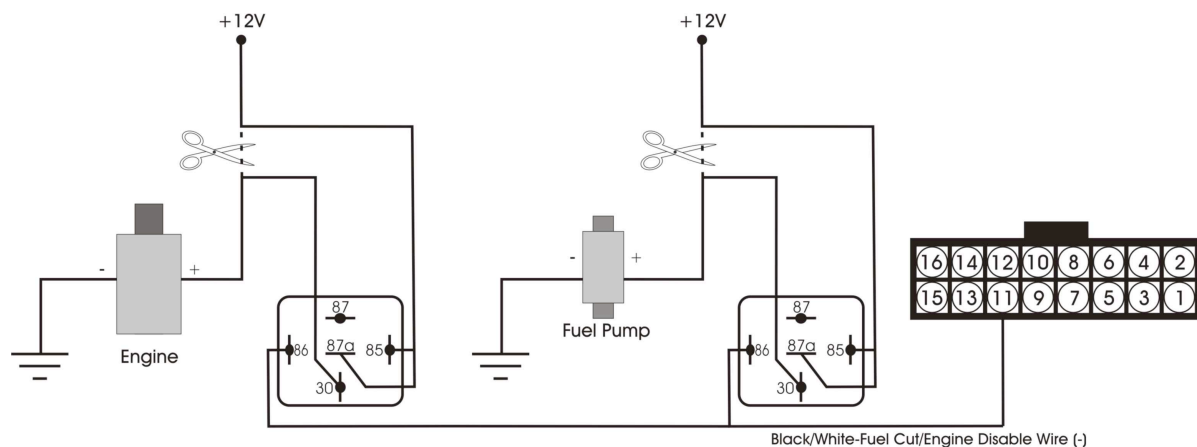 +12V
+12V
- +
Engine
87
86 87a 85
30
- +
Fuel Pump
87
86 87a 85
30
16 14 12 10 8 6 4 2
15 13 11 9 7 5 3 1
Black/White-Fuel Cut/Engine Disable Wire (-)